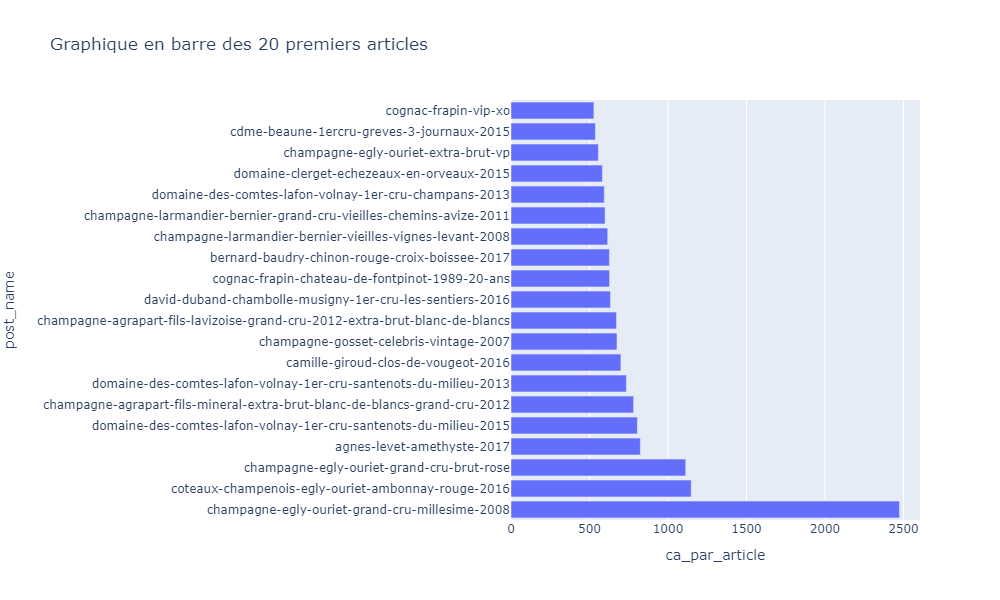 Graphique en barre des 20 premiers articles
post_name
cognac-frapin-vip-xo
cdme-beaune-1ercru-greves-3-journaux-2015
champagne-egly-ouriet-extra-brut-vp
domaine-clerget-echezeaux-en-orveaux-2015
domaine-des-comtes-lafon-volnay-1er-cru-champans-2013
champagne-larmandier-bernier-grand-cru-vieilles-chemins-avize-2011
champagne-larmandier-bernier-vieilles-vignes-levant-2008
bernard-baudry-chinon-rouge-croix-boissee-2017
cognac-frapin-chateau-de-fontpinot-1989-20-ans
david-duband-chambolle-musigny-1er-cru-les-sentiers-2016
champagne-agrapart-fils-lavizoise-grand-cru-2012-extra-brut-blanc-de-blancs
champagne-gosset-celebris-vintage-2007
camille-giroud-clos-de-vougeot-2016
domaine-des-comtes-lafon-volnay-1er-cru-santenots-du-milieu-2013
champagne-agrapart-fils-mineral-extra-brut-blanc-de-blancs-grand-cru-2012
domaine-des-comtes-lafon-volnay-1er-cru-santenots-du-milieu-2015
agnes-levet-amethyste-2017
champagne-egly-ouriet-grand-cru-brut-rose
coteaux-champenois-egly-ouriet-ambonnay-rouge-2016
champagne-egly-ouriet-grand-cru-millesime-2008
0 500 1000 1500 2000 2500
ca_par_article